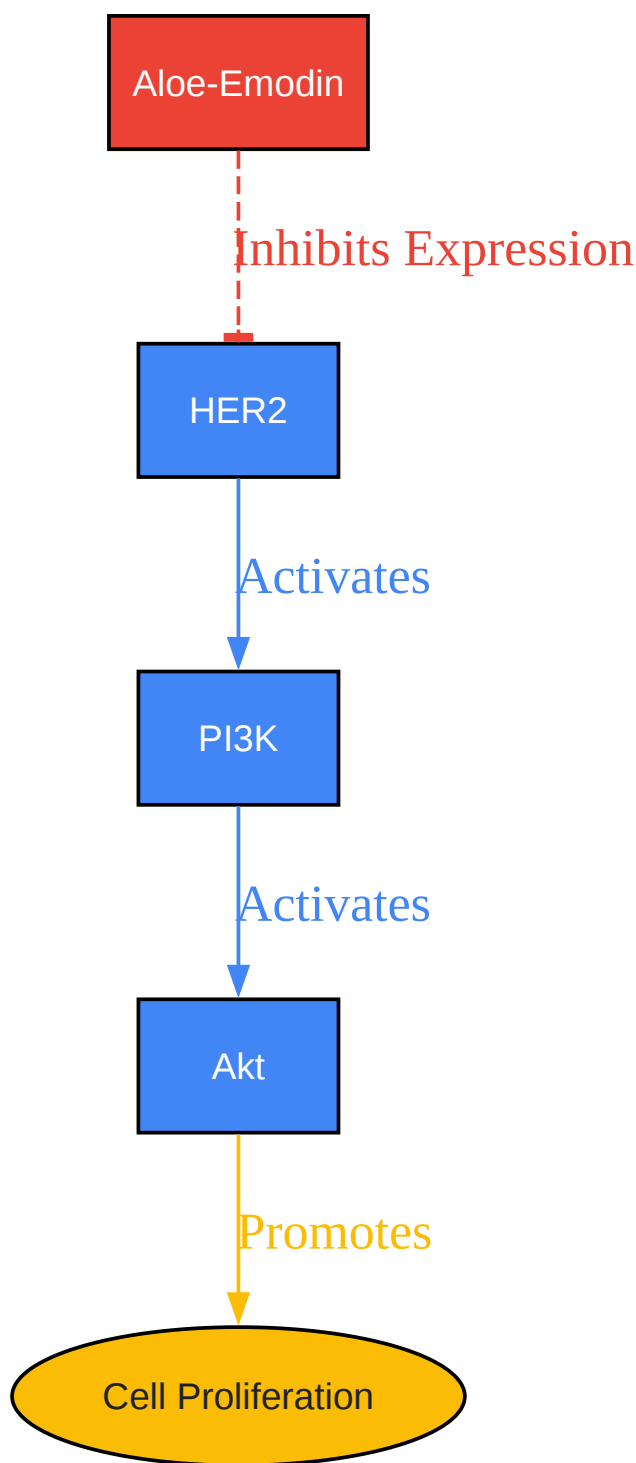 Aloe-Emodin
Inhibits Expression
HER2
Activates
PI3K
Activates
Akt
Promotes
Cell Proliferation